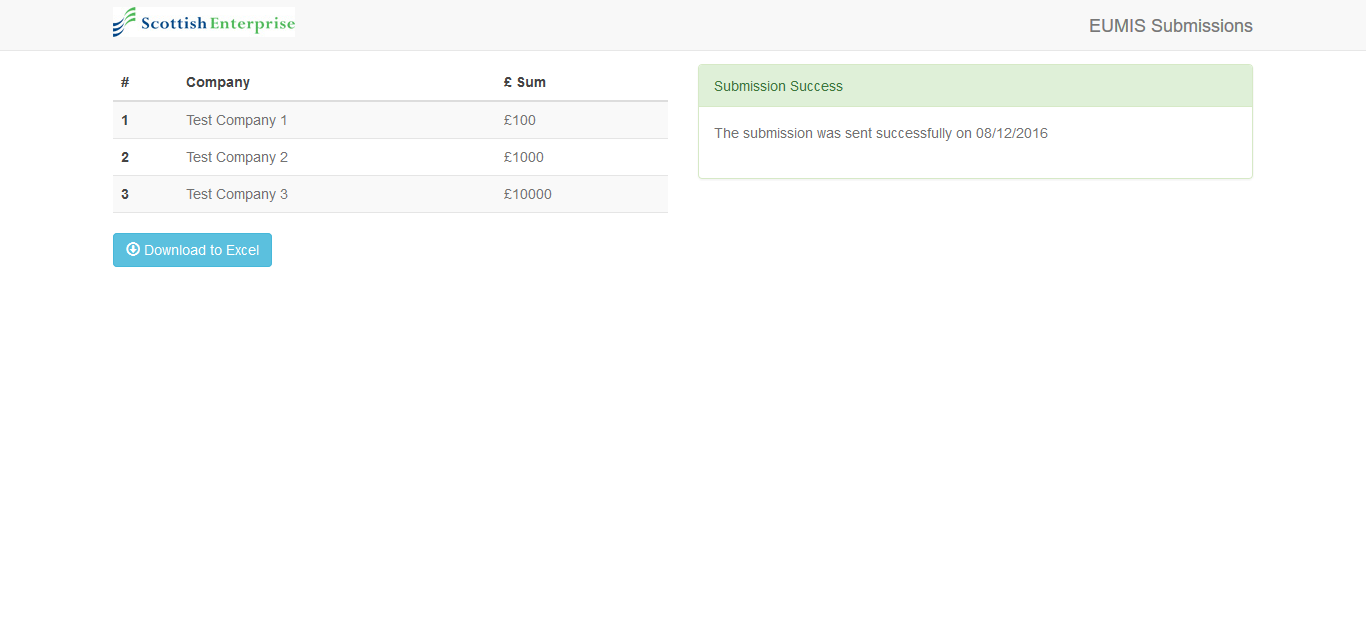 Scottish Enterprise
EUMIS Submissions
# Company £ Sum
1 Test Company 1 £100
2 Test Company 2 £1000
3 Test Company 3 £10000
Download to Excel
Submission Success
The submission was sent successfully on 08/12/2016